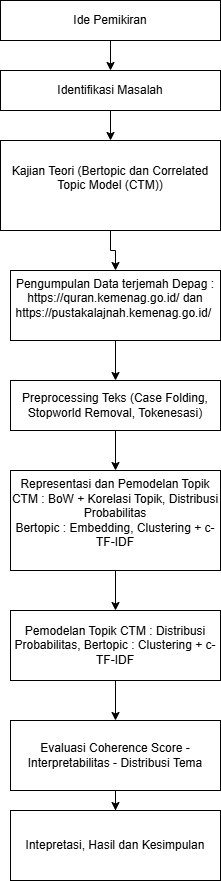 Ide Pemikiran
Identifikasi Masalah
Kajian Teori (Bertopic dan Correlated
Topic Model (CTM))
Pengumpulan Data terjemah Depag :
https://quran.kemenag.go.id/ dan
https://pustakalajnah.kemenag.go.id/
Preprocessing Teks (Case Folding,
Stopworld Removal, Tokenesasi)
Representasi dan Pemodelan Topik
CTM : BoW + Korelasi Topik, Distribusi
Probabilitas
Bertopic : Embedding, Clustering + c-
TF-IDF
Pemodelan Topik CTM : Distribusi
Probabilitas, Bertopic : Clustering + c-
TF-IDF
Evaluasi Coherence Score -
Interpretabilitas - Distribusi Tema
Intepretasi, Hasil dan Kesimpulan